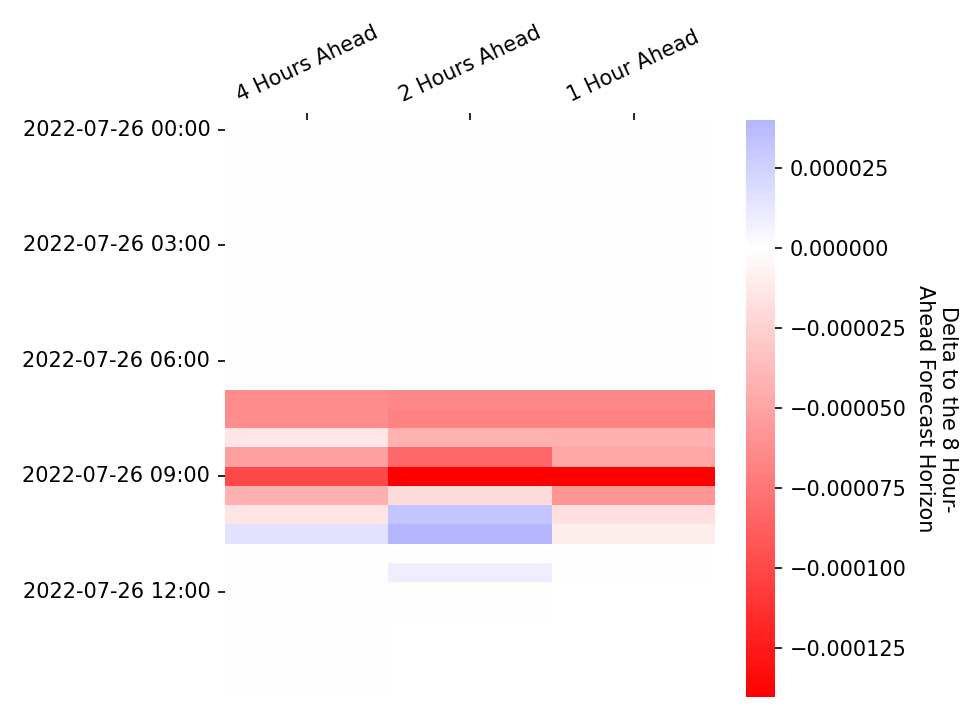 4 Hours Ahead
2 Hours Ahead
1 Hour Ahead
2022-07-26 00:00
2022-07-26 03:00
2022-07-26 06:00
2022-07-26 09:00
2022-07-26 12:00
0.000025
0.000000
−0.000025
−0.000050
−0.000075
−0.000100
−0.000125
Delta to the 8 Hour-
Ahead Forecast Horizon